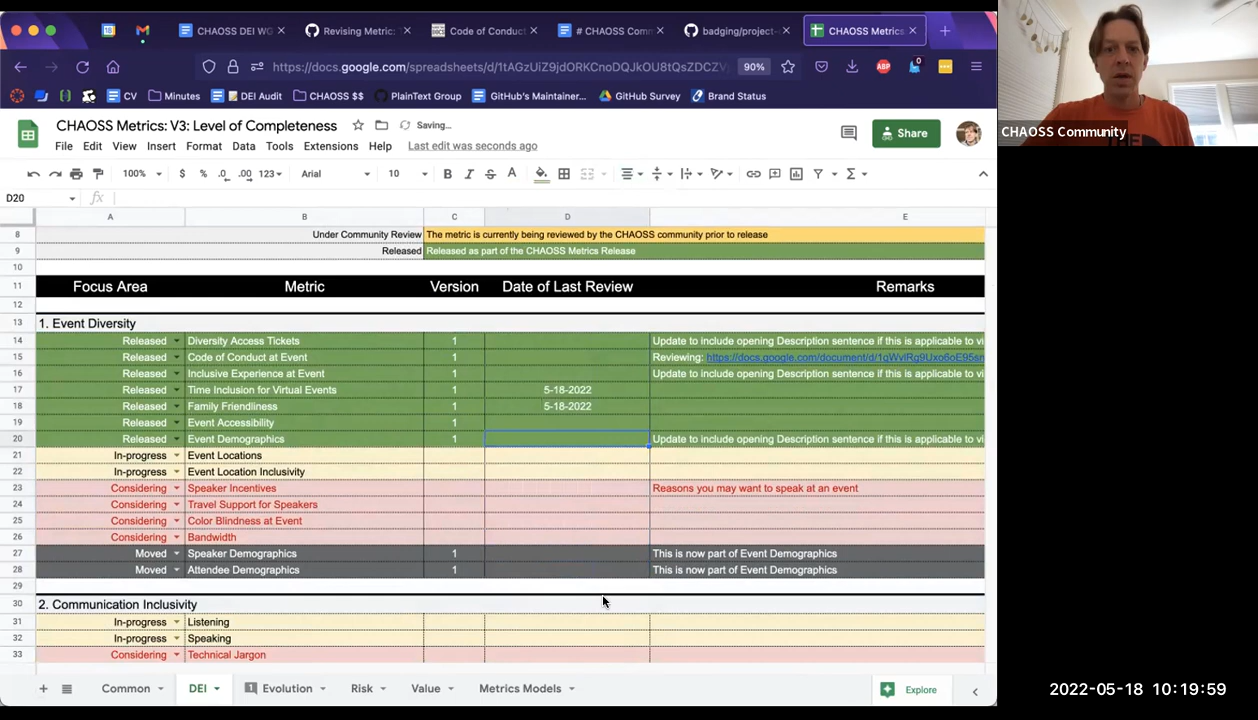 CHAOSS DEI WG
Revising Metric:
Code of Conduct
# CHAOSS Com
badging/project-
CHAOSS Metrics
https://docs.google.com/spreadsheets/d/1tAGzUiZ9jdORKCnoDQJkOU8tQsZDCZV
90%
ABP
0
CV
Minutes
DEI Audit
CHAOSS $$
PlainText Group
GitHub's Maintainer...
GitHub Survey
Brand Status
CHAOSS Metrics: V3: Level of Completeness
Saving...
File Edit View Insert Format Data Tools Extensions Help Last edit was seconds ago
Share
100% $ % .0 .00 123 Arial 10 B I S A
D20 fx
A B C D E
8 Under Community Review The metric is currently being reviewed by the CHAOSS community prior to release
9 Released Released as part of the CHAOSS Metrics Release
10
11 Focus Area Metric Version Date of Last Review Remarks
12
13 1. Event Diversity
14 Released Diversity Access Tickets 1 Update to include opening Description sentence if this is applicable to vi
15 Released Code of Conduct at Event 1 Reviewing:
16 Released Inclusive Experience at Event 1 Update to include opening Description sentence if this is applicable to vi
17 Released Time Inclusion for Virtual Events 1 5-18-2022
18 Released Family Friendliness 1 5-18-2022
19 Released Event Accessibility 1
20 Released Event Demographics 1 Update to include opening Description sentence if this is applicable to vi
21 In-progress Event Locations
22 In-progress Event Location Inclusivity
23 Considering Speaker Incentives Reasons you may want to speak at an event
24 Considering Travel Support for Speakers
25 Considering Color Blindness at Event
26 Considering Bandwidth
27 Moved Speaker Demographics 1 This is now part of Event Demographics
28 Moved Attendee Demographics 1 This is now part of Event Demographics
29
30 2. Communication Inclusivity
31 In-progress Listening
32 In-progress Speaking
33 Considering Technical Jargon
Common DEI 1 Evolution Risk Value Metrics Models
Explore
CHAOSS Community
2022-05-18 10:19:59